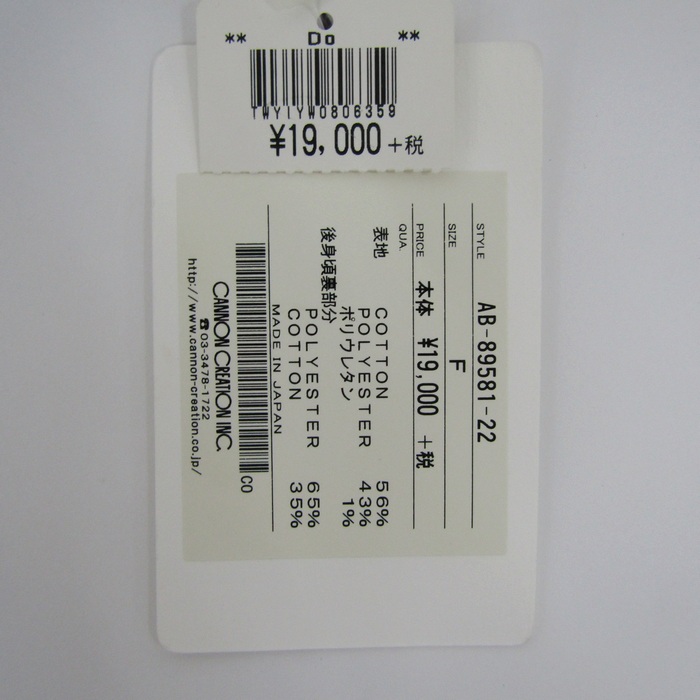 ** Do **
TWYIYW0806359
¥19,000 +税
STYLE AB-89581-22
SIZE F
PRICE 本体 ¥19,000 +税
QUA.
表地 COTTON 56%
POLYESTER 43%
ポリウレタン 1%
後身頃裏部分
POLYESTER 65%
COTTON 35%
MADE IN JAPAN
CO
CANNON CREATION INC.
☎03-3478-1722
http://www.cannon-creation.co.jp/